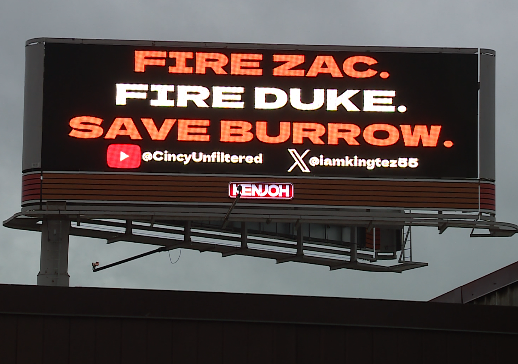 FIRE ZAC.
FIRE DUKE.
SAVE BURROW.
@CincyUnfiltered @iamkingtez55
KENJOH